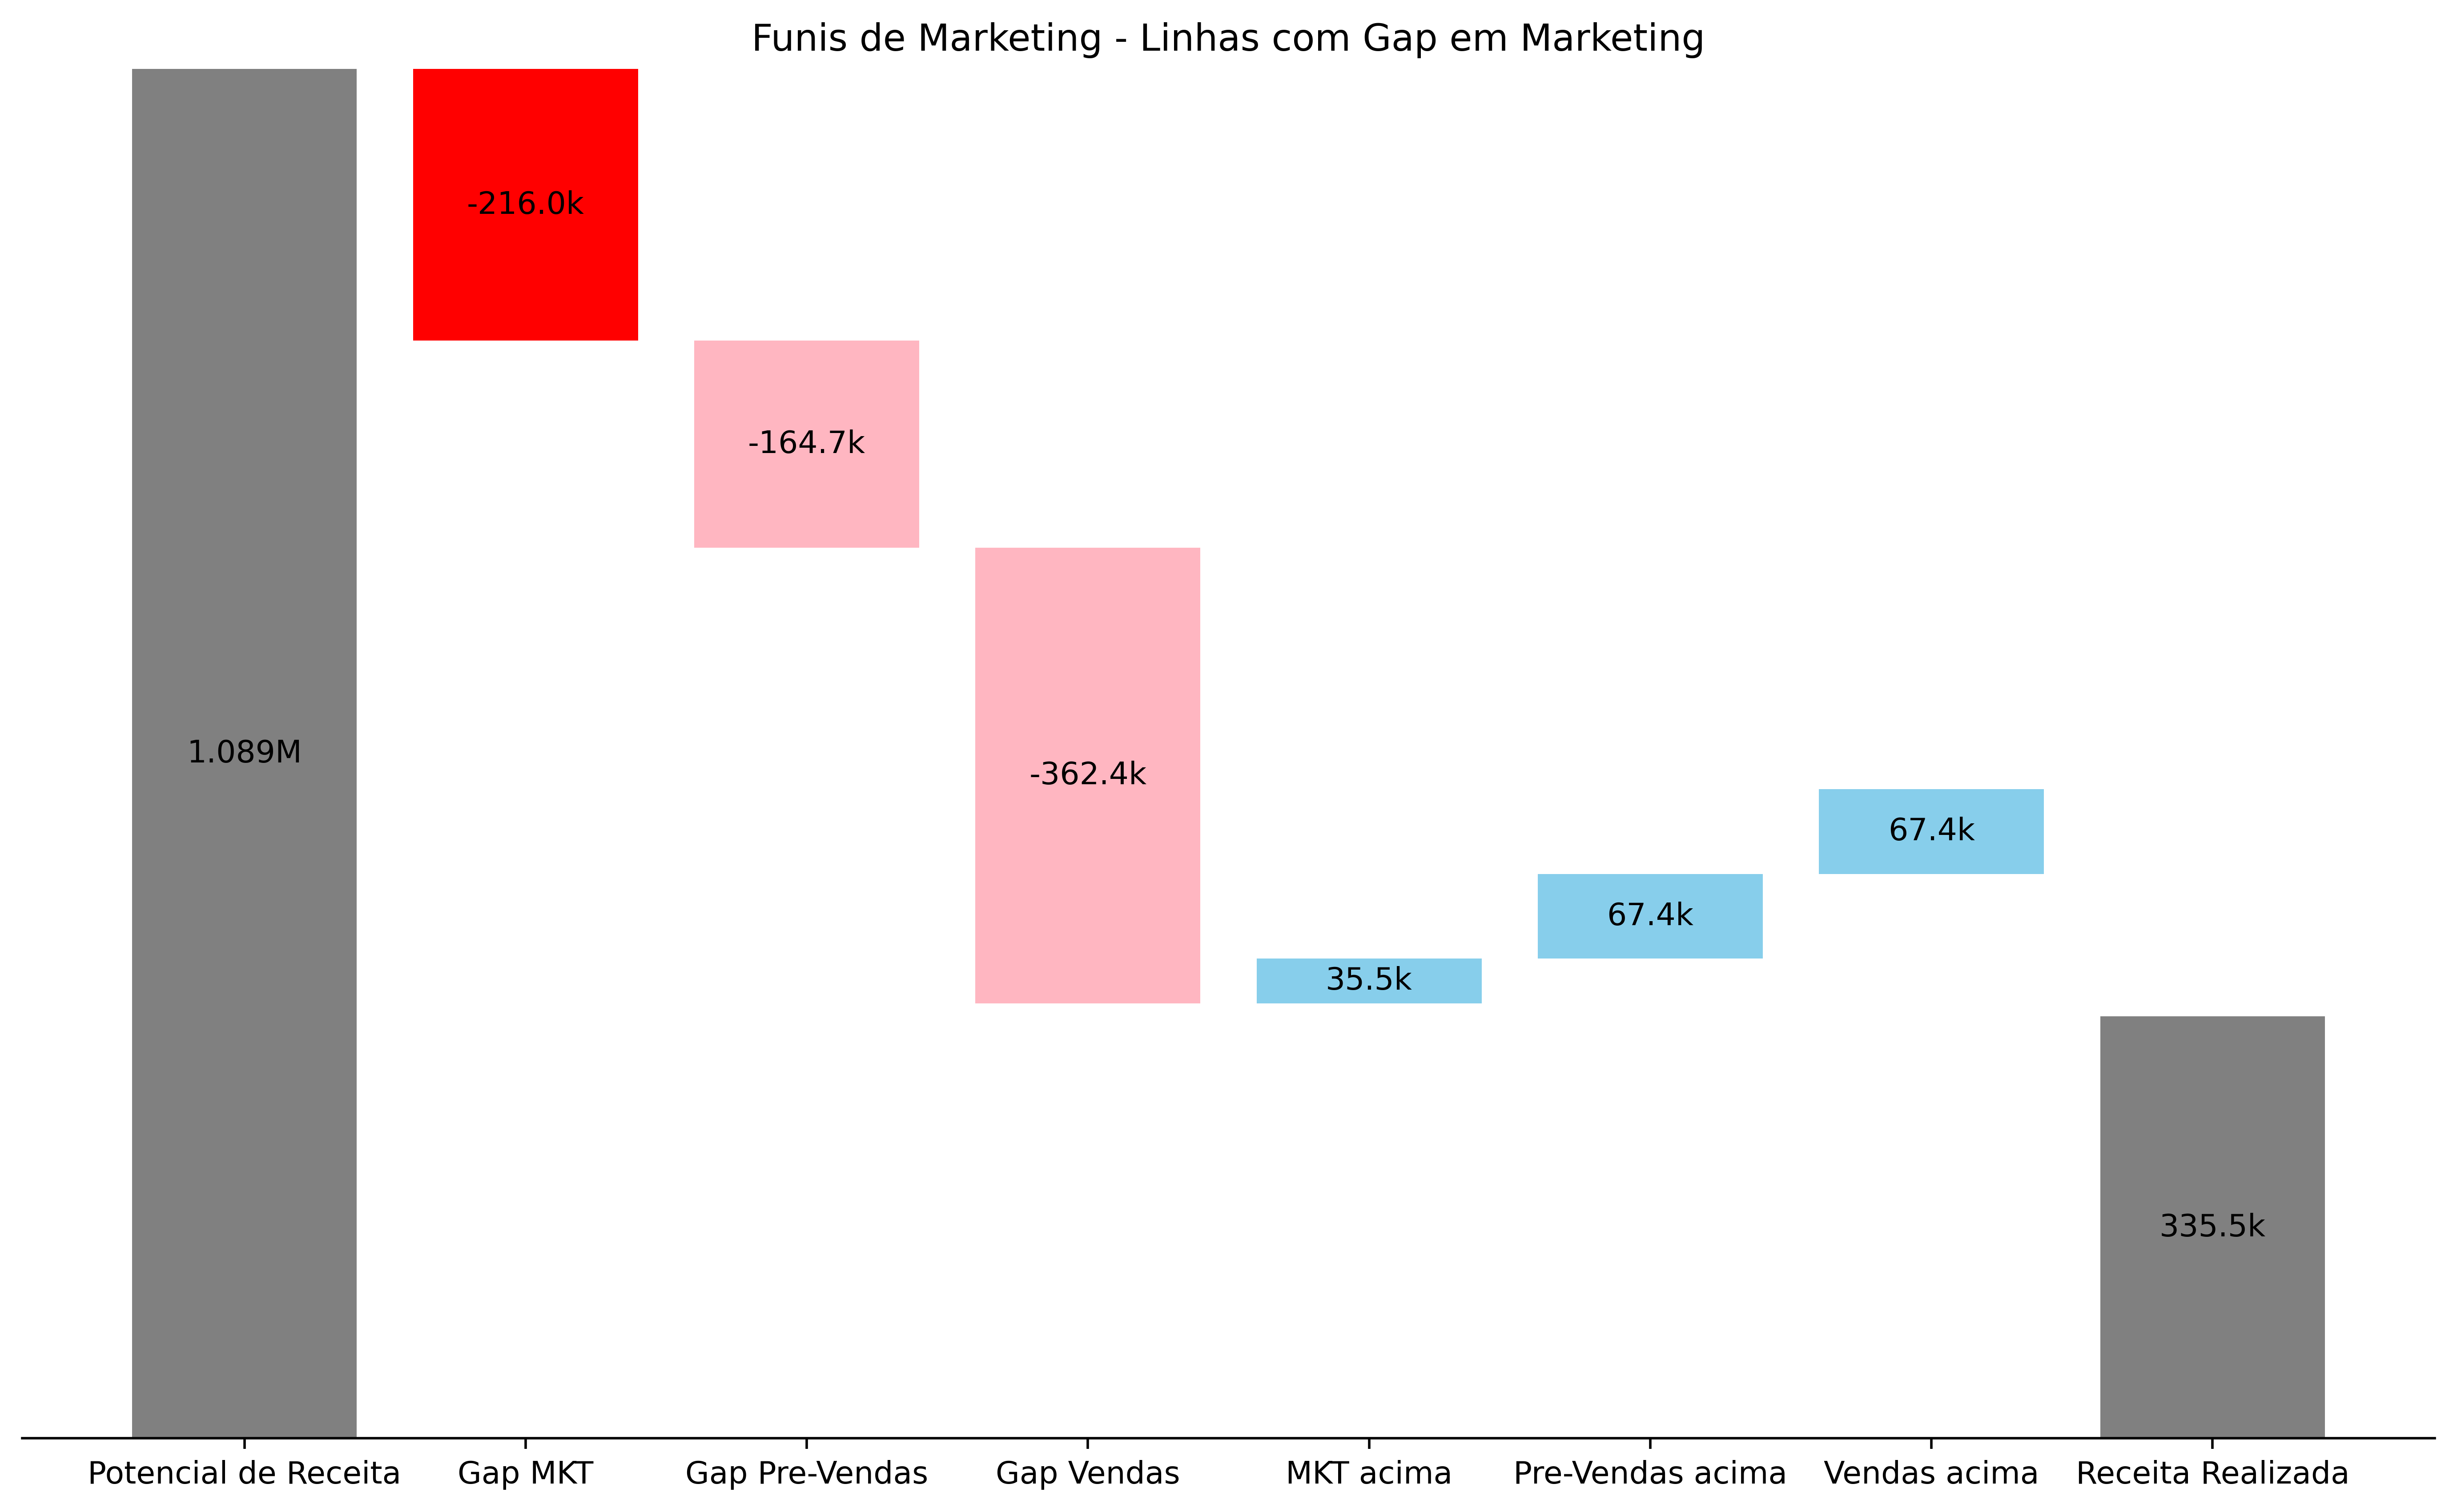 Funis de Marketing - Linhas com Gap em Marketing
-216.0k
-164.7k
1.089M
-362.4k
67.4k
67.4k
35.5k
335.5k
Potencial de Receita
Gap MKT
Gap Pre-Vendas
Gap Vendas
MKT acima
Pre-Vendas acima
Vendas acima
Receita Realizada